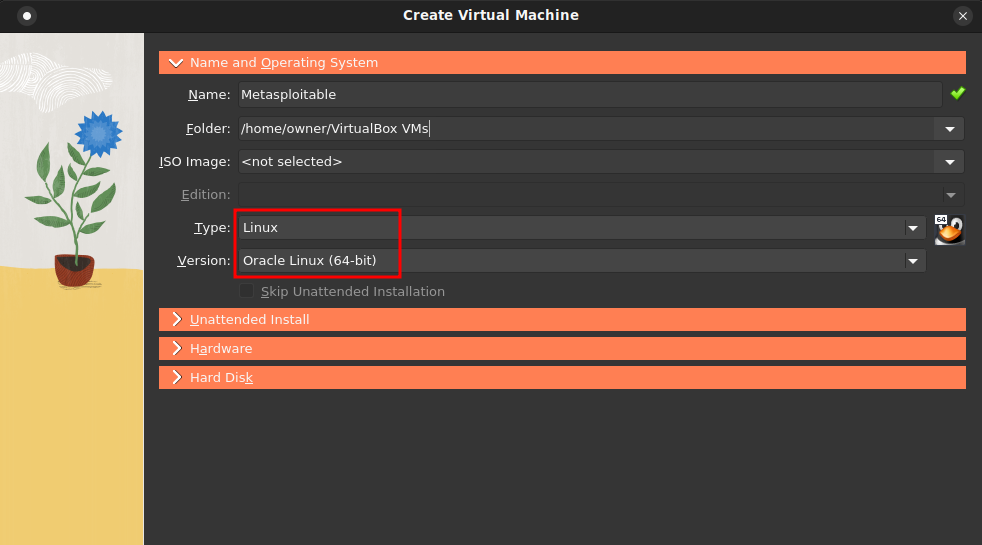 Create Virtual Machine
Name and Operating System
Name: Metasploitable
Folder: /home/owner/VirtualBox VMs
ISO Image: <not selected>
Edition:
Type: Linux
64
Version: Oracle Linux (64-bit)
Skip Unattended Installation
Unattended Install
Hardware
Hard Disk